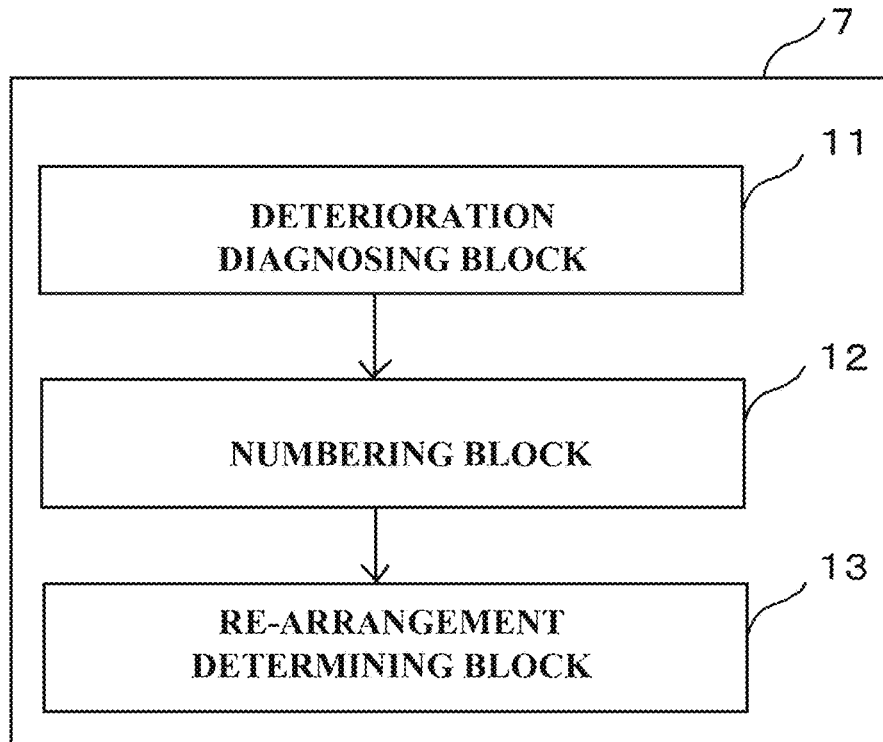 7
11
DETERIORATION
DIAGNOSING BLOCK
12
NUMBERING BLOCK
13
RE-ARRANGEMENT
DETERMINING BLOCK